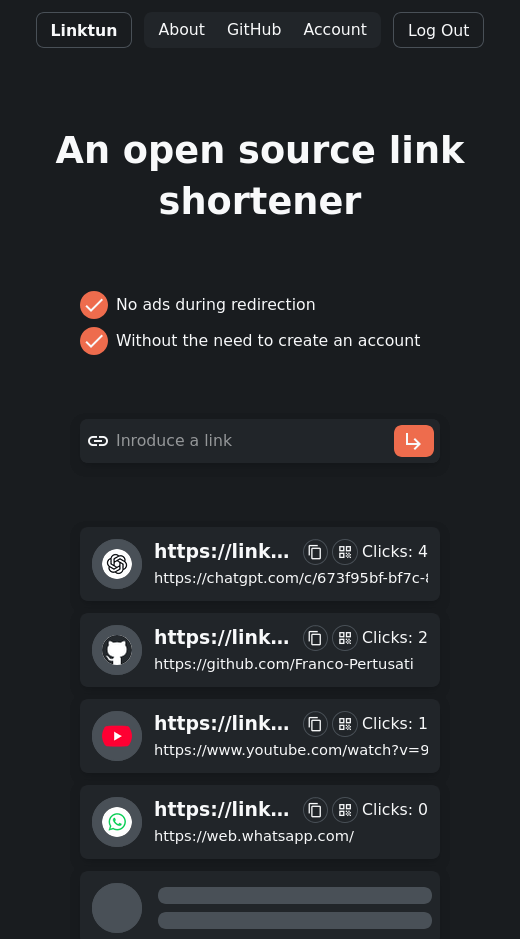 Linktun
About GitHub Account
Log Out
An open source link
shortener
No ads during redirection
Without the need to create an account
Inroduce a link
https://link... Clicks: 4
https://chatgpt.com/c/673f95bf-bf7c-
https://link... Clicks: 2
https://github.com/Franco-Pertusati
https://link... Clicks: 1
https://www.youtube.com/watch?v=9
https://link... Clicks: 0
https://web.whatsapp.com/